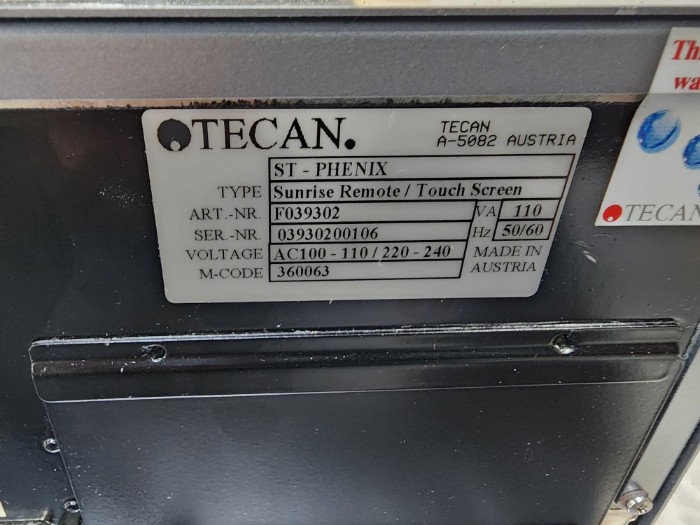 TECAN.
TECAN
A-5082 AUSTRIA
ST - PHENIX
TYPE Sunrise Remote / Touch Screen
ART.-NR. F039302 VA 110
SER.-NR. 03930200106 Hz 50/60
VOLTAGE AC100 - 110 / 220 - 240 MADE IN
M-CODE 360063 AUSTRIA
TECAN